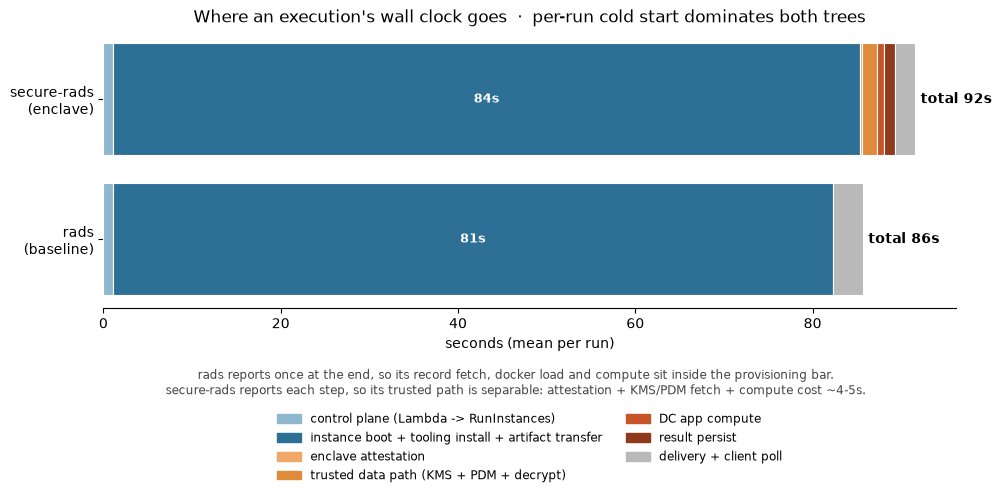 Where an execution's wall clock goes · per-run cold start dominates both trees
secure-rads
(enclave)
84s
total 92s
rads
(baseline)
81s
total 86s
0 20 40 60 80
seconds (mean per run)
rads reports once at the end, so its record fetch, docker load and compute sit inside the provisioning bar.
secure-rads reports each step, so its trusted path is separable: attestation + KMS/PDM fetch + compute cost ~4-5s.
control plane (Lambda -> RunInstances)
instance boot + tooling install + artifact transfer
enclave attestation
trusted data path (KMS + PDM + decrypt)
DC app compute
result persist
delivery + client poll